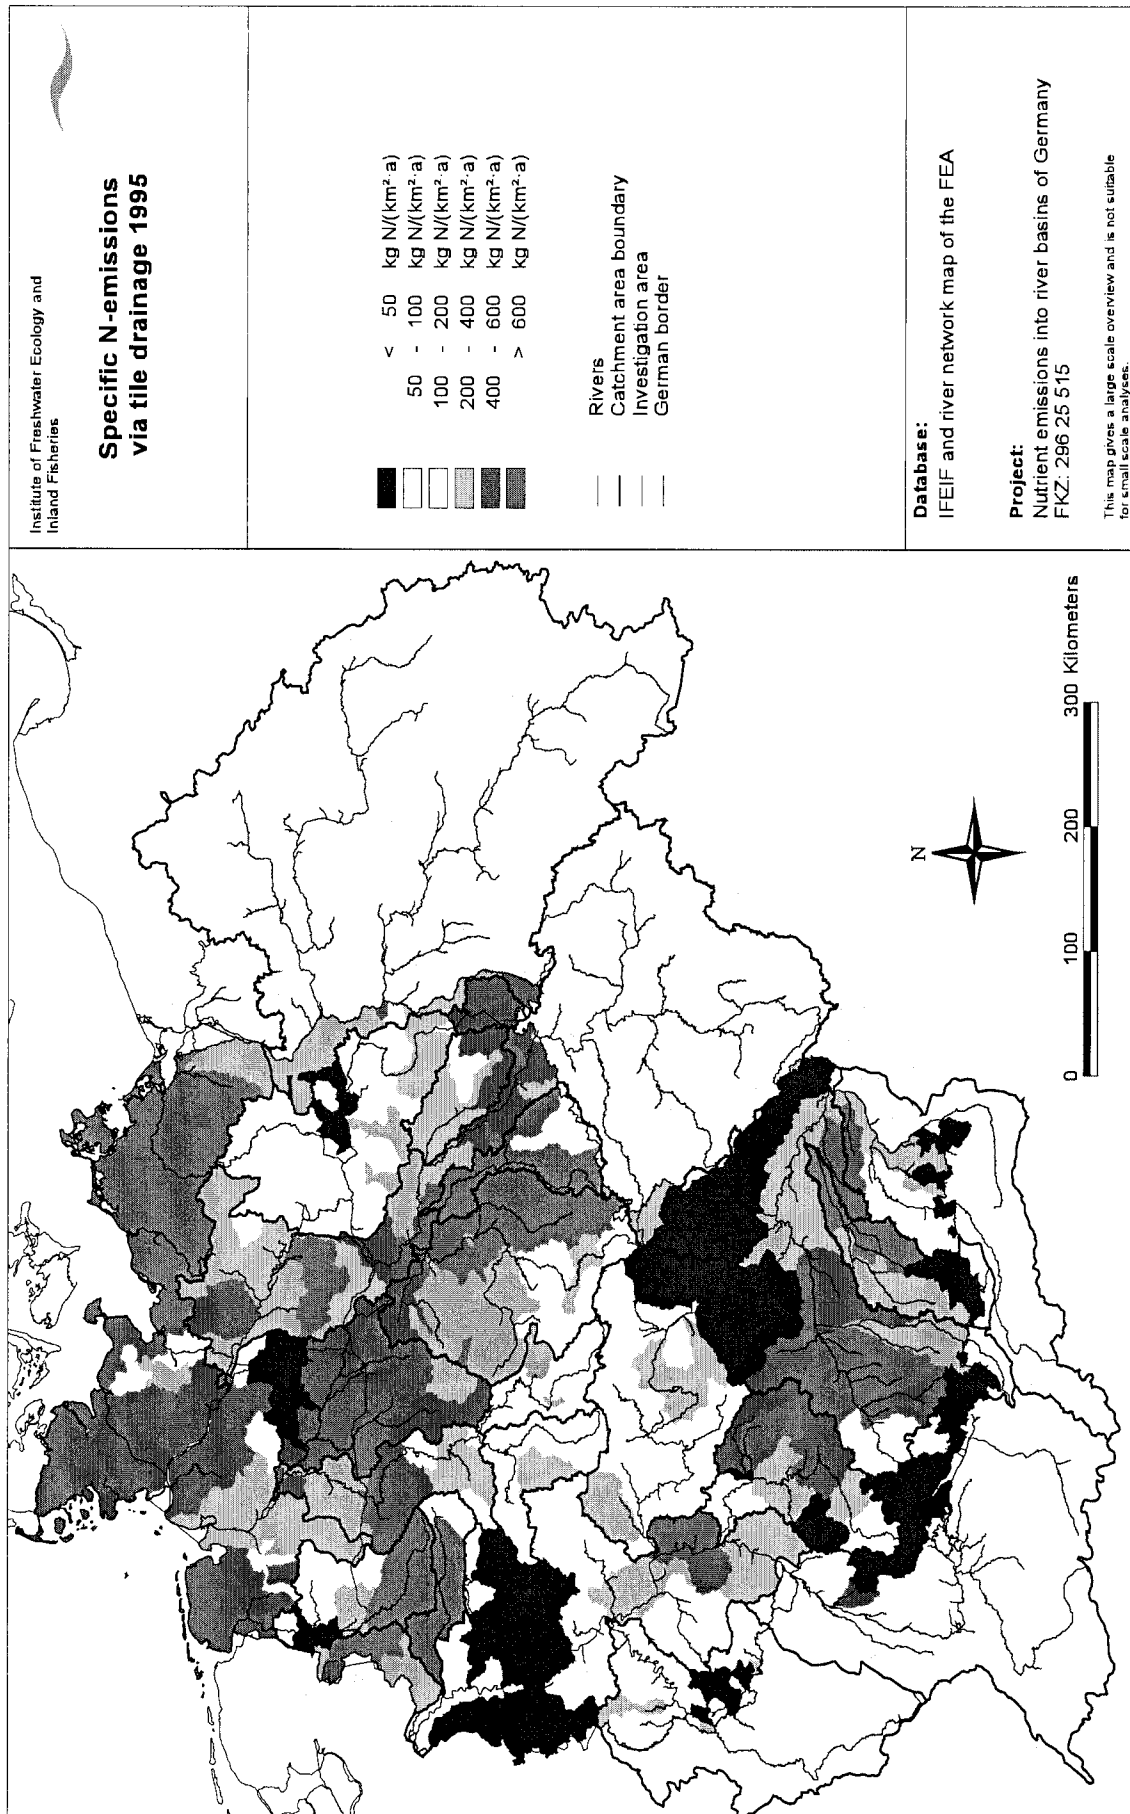 Institute of Freshwater Ecology and
Inland Fisheries
Specific N-emissions
via tile drainage 1995
< 50 kg N/(km²·a)
50 - 100 kg N/(km²·a)
100 - 200 kg N/(km²·a)
200 - 400 kg N/(km²·a)
400 - 600 kg N/(km²·a)
> 600 kg N/(km²·a)
Rivers
Catchment area boundary
Investigation area
German border
Database:
IFEIF and river network map of the FEA
Project:
Nutrient emissions into river basins of Germany
FKZ: 296 25 515
This map gives a large scale overview and is not suitable
for small scale analyses.
N
0 100 200 300 Kilometers